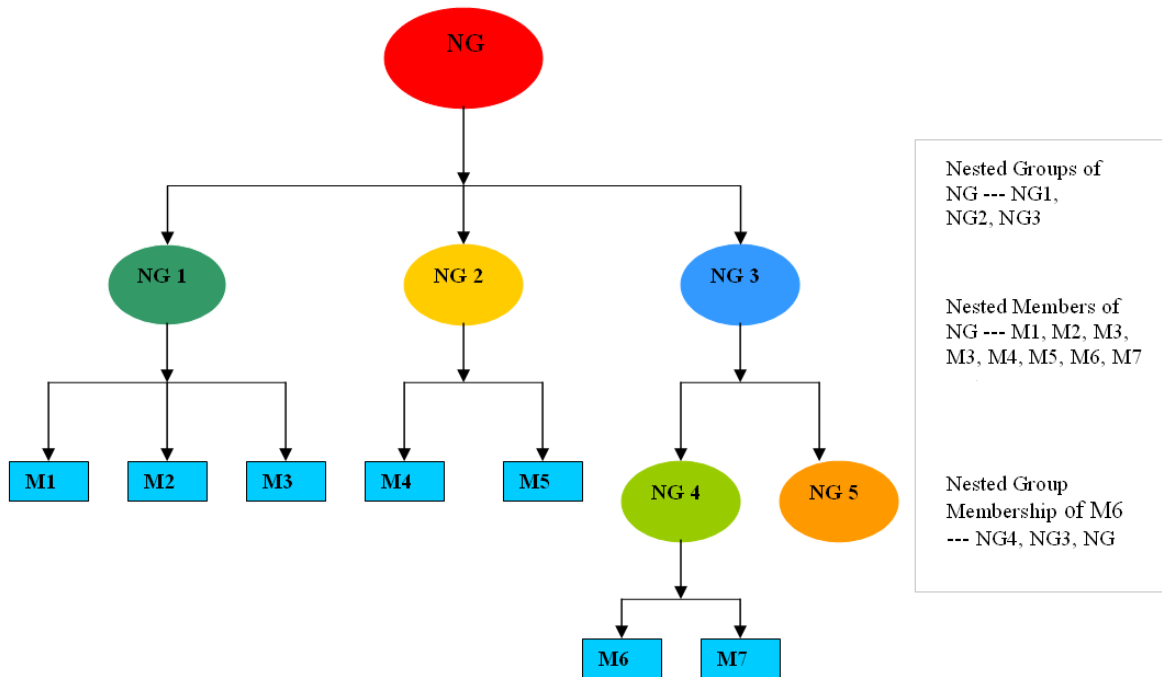 NG
NG 1
NG 2
NG 3
M1
M2
M3
M4
M5
NG 4
NG 5
M6
M7
Nested Groups of
NG --- NG1,
NG2, NG3
Nested Members of
NG --- M1, M2, M3,
M3, M4, M5, M6, M7
Nested Group
Membership of M6
--- NG4, NG3, NG